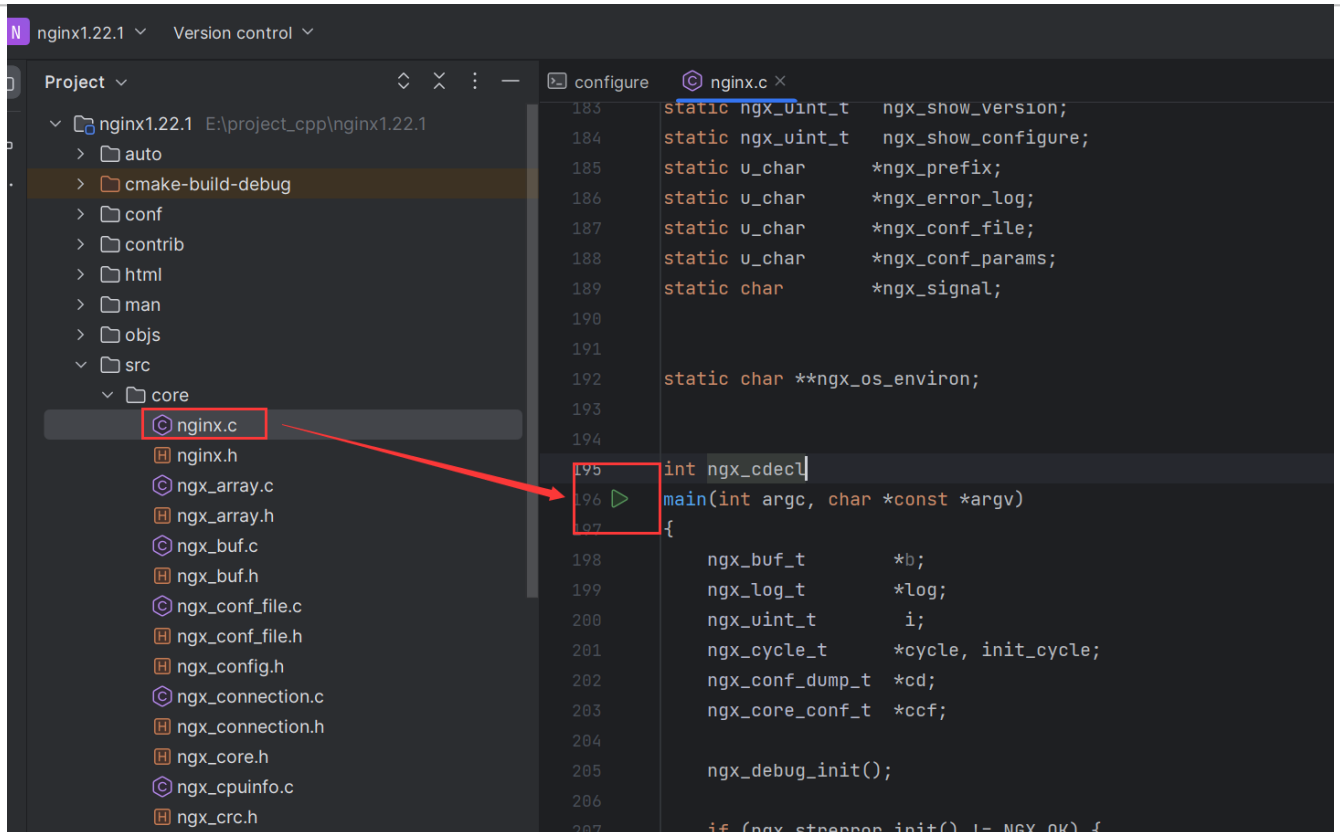 N nginx1.22.1 Version control
Project
nginx1.22.1 E:\project_cpp\nginx1.22.1
auto
cmake-build-debug
conf
contrib
html
man
objs
src
core
nginx.c
nginx.h
ngx_array.c
ngx_array.h
ngx_buf.c
ngx_buf.h
ngx_conf_file.c
ngx_conf_file.h
ngx_config.h
ngx_connection.c
ngx_connection.h
ngx_core.h
ngx_cpuinfo.c
ngx_crc.h
configure nginx.c
183 static ngx_uint_t ngx_show_version;
184 static ngx_uint_t ngx_show_configure;
185 static u_char *ngx_prefix;
186 static u_char *ngx_error_log;
187 static u_char *ngx_conf_file;
188 static u_char *ngx_conf_params;
189 static char *ngx_signal;
190
191
192 static char **ngx_os_environ;
193
194
195 int ngx_cdecl
196 main(int argc, char *const *argv)
197 {
198 ngx_buf_t *b;
199 ngx_log_t *log;
200 ngx_uint_t i;
201 ngx_cycle_t *cycle, init_cycle;
202 ngx_conf_dump_t *cd;
203 ngx_core_conf_t *ccf;
204
205 ngx_debug_init();
206
207 if (ngx_strerror_init() != NGX_OK) {